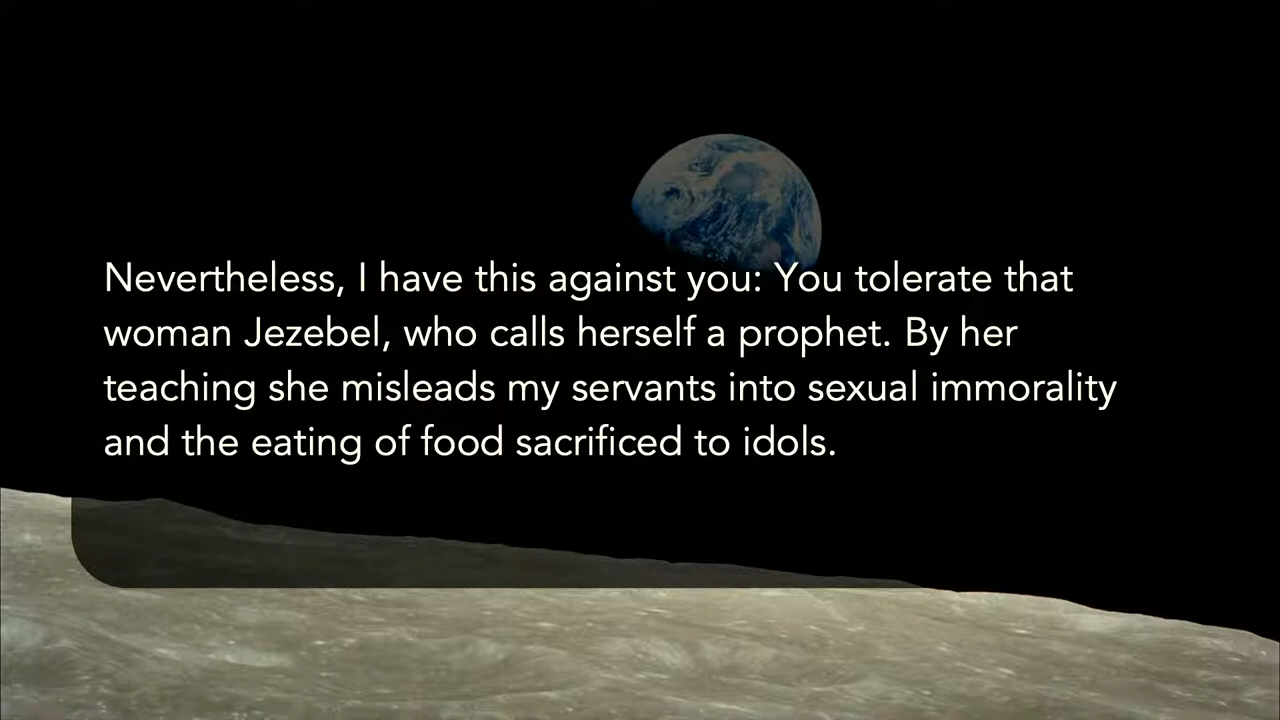 Nevertheless, I have this against you: You tolerate that
woman Jezebel, who calls herself a prophet. By her
teaching she misleads my servants into sexual immorality
and the eating of food sacrificed to idols.